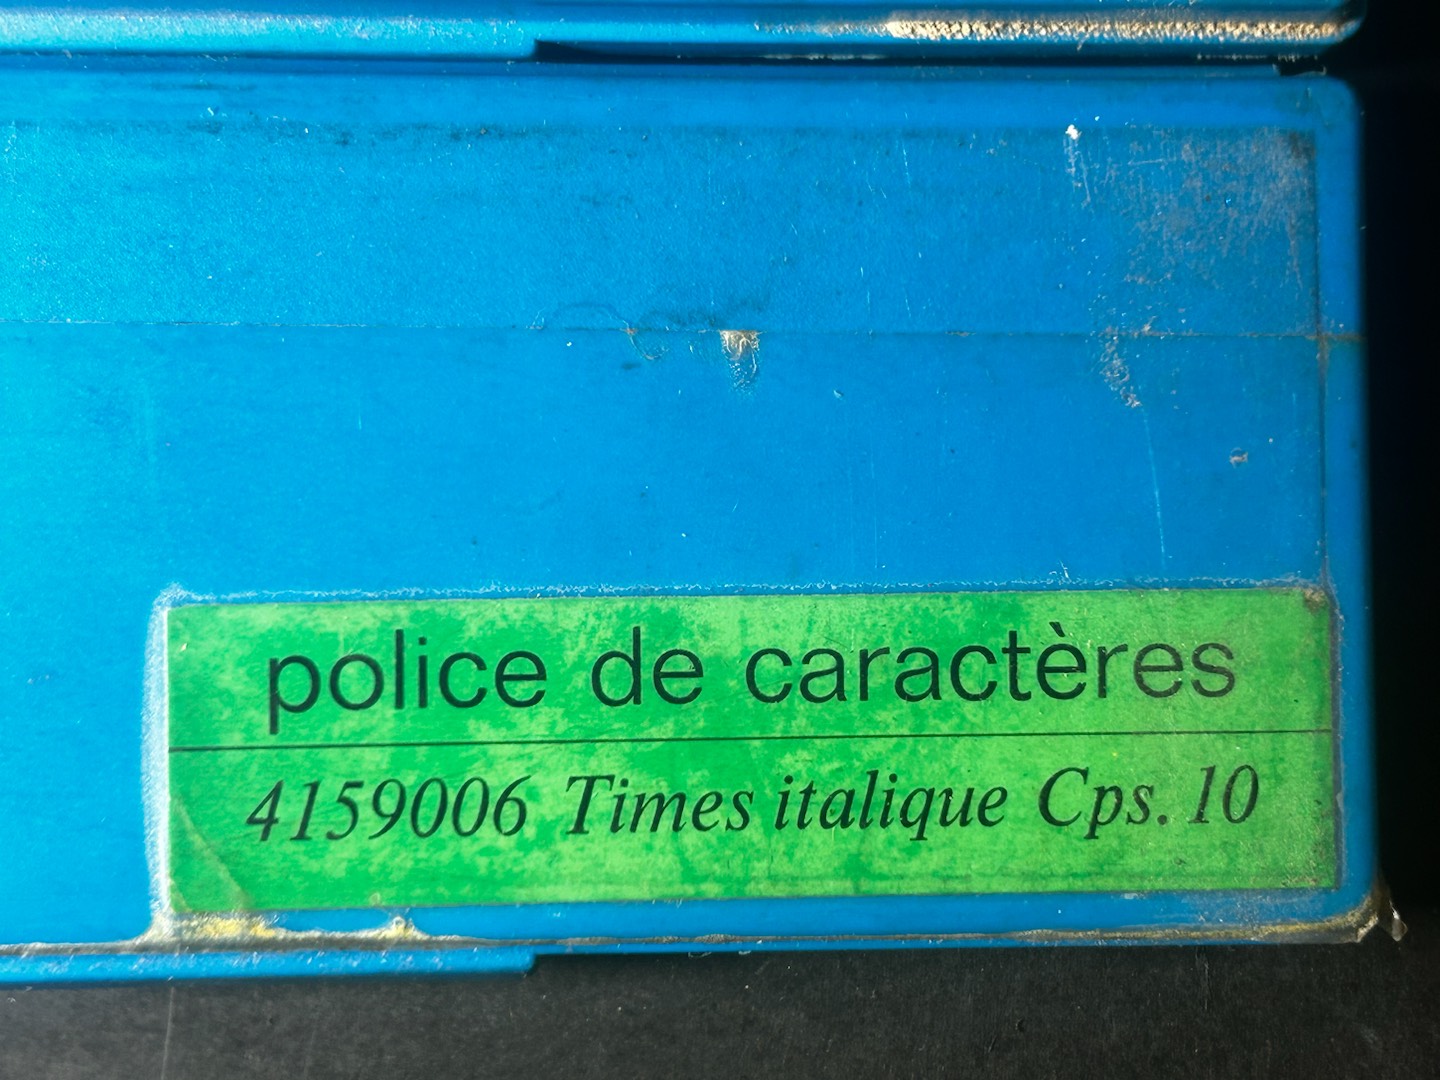 police de caractères
4159006 Times italique Cps. 10